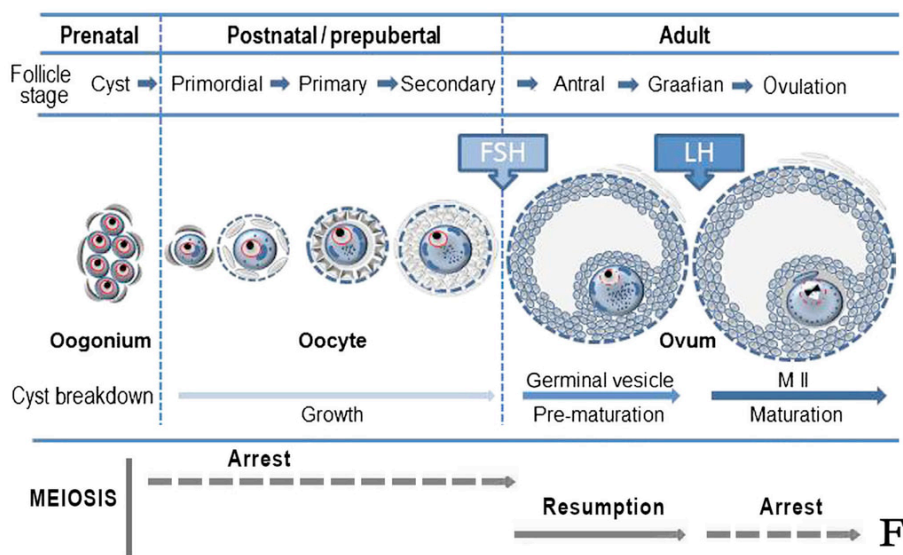 Prenatal Postnatal / prepubertal Adult
Follicle stage Cyst Primordial Primary Secondary Antral Graafian Ovulation
FSH LH
Oogonium Oocyte Ovum
Cyst breakdown Growth Germinal vesicle Pre-maturation M II Maturation
Arrest
MEIOSIS Resumption Arrest F